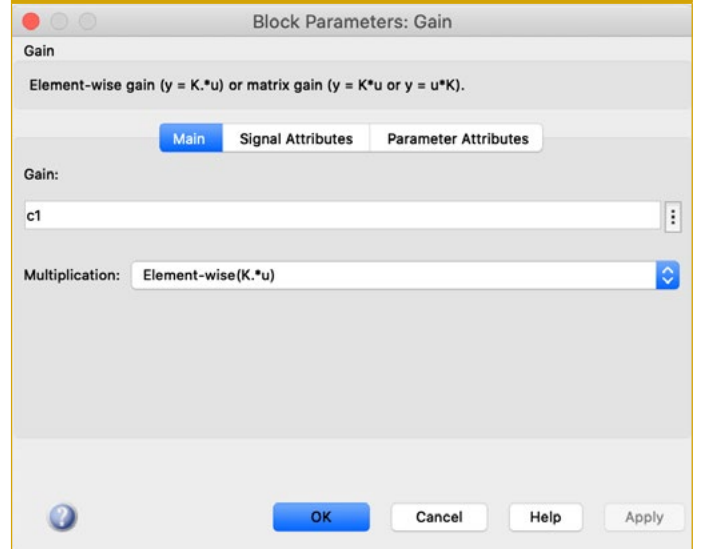 Block Parameters: Gain
Gain
Element-wise gain (y = K.*u) or matrix gain (y = K*u or y = u*K).
Main Signal Attributes Parameter Attributes
Gain:
c1
Multiplication: Element-wise(K.*u)
? OK Cancel Help Apply